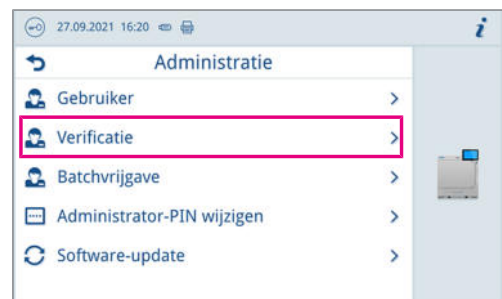 27.09.2021 16:20
i
Administratie
Gebruiker
Verificatie
Batchvrijgave
Administrator-PIN wijzigen
Software-update